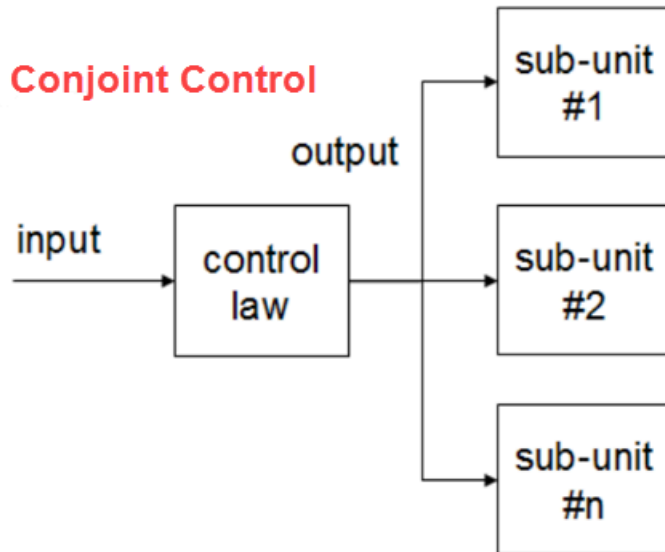 Conjoint Control
sub-unit
#1
output
input
control
law
sub-unit
#2
sub-unit
#n